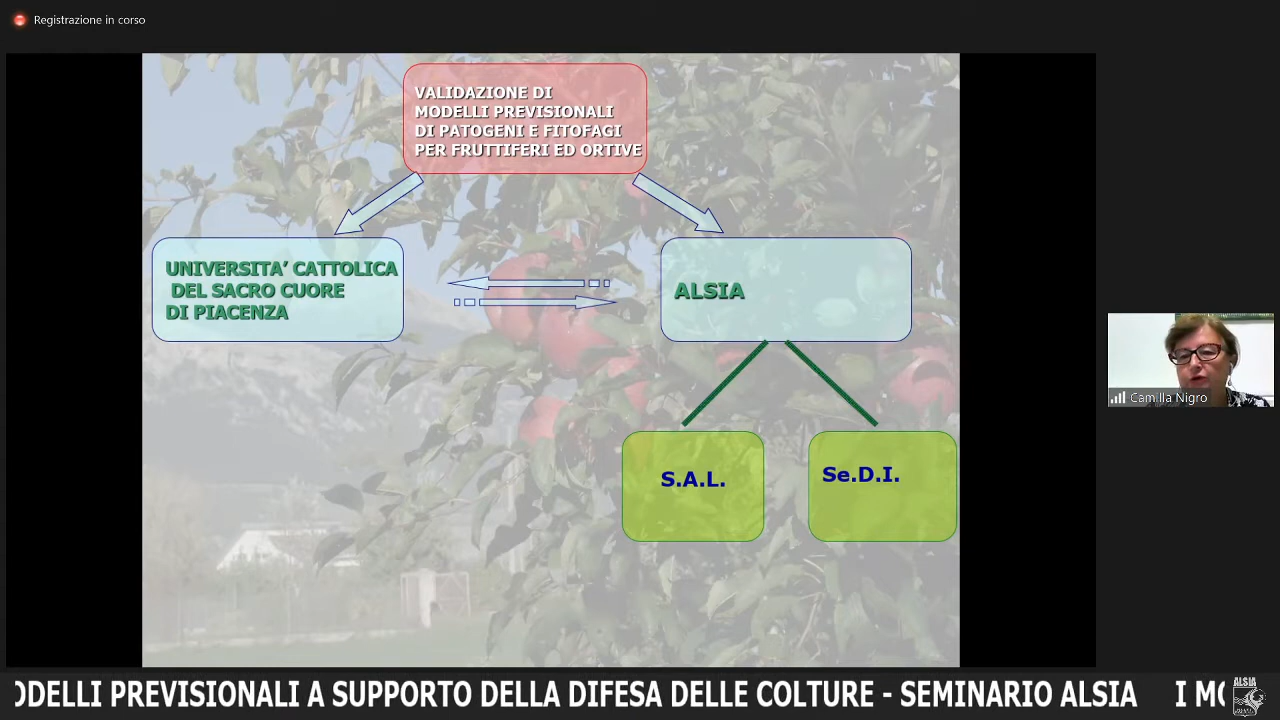 Registrazione in corso
VALIDAZIONE DI
MODELLI PREVISIONALI
DI PATOGENI E FITOFAGI
PER FRUTTIFERI ED ORTIVE
UNIVERSITA’ CATTOLICA
DEL SACRO CUORE
DI PIACENZA
ALSIA
S.A.L.
Se.D.I.
Camilla Nigro
ODELLI PREVISIONALI A SUPPORTO DELLA DIFESA DELLE COLTURE - SEMINARIO ALSIA I MO
ALSIA